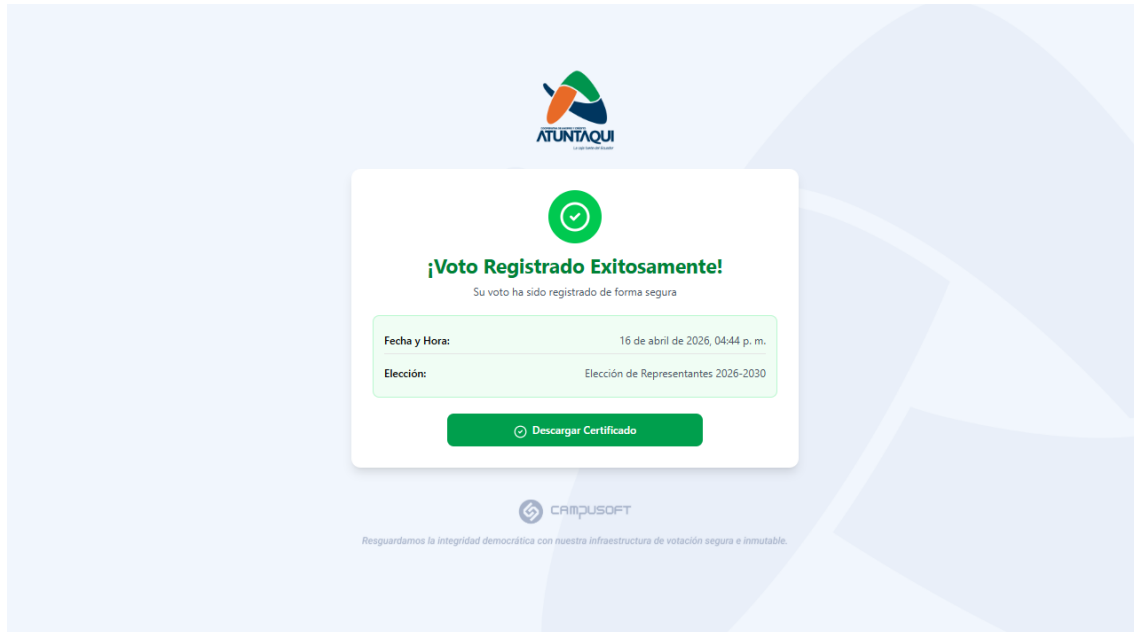 ATUNTAQUI
¡Voto Registrado Exitosamente!
Su voto ha sido registrado de forma segura
Fecha y Hora: 16 de abril de 2026, 04:44 p. m.
Elección: Elección de Representantes 2026-2030
Descargar Certificado
CAMPUSOFT
Resguardamos la integridad democrática con nuestra infraestructura de votación segura e inmutable.